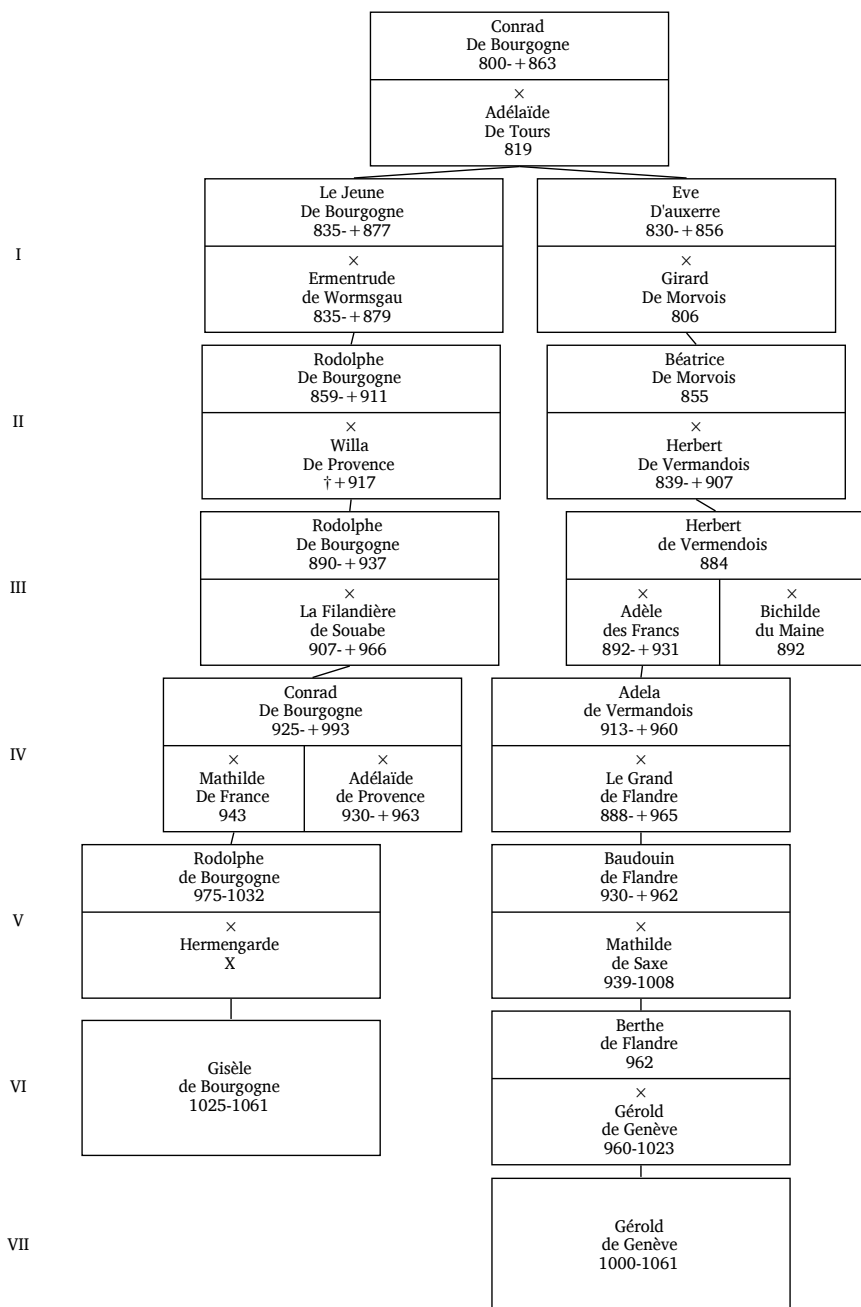 Conrad
De Bourgogne
800-+863
×
Adélaïde
De Tours
819
I
Le Jeune
De Bourgogne
835-+877
×
Ermentrude
de Wormsgau
835-+879
Eve
D'auxerre
830-+856
×
Girard
De Morvois
806
II
Rodolphe
De Bourgogne
859-+911
×
Willa
De Provence
†+917
Béatrice
De Morvois
855
×
Herbert
De Vermandois
839-+907
III
Rodolphe
De Bourgogne
890-+937
×
La Filandière
de Souabe
907-+966
Herbert
de Vermendois
884
×
Adèle
des Francs
892-+931
×
Bichilde
du Maine
892
IV
Conrad
De Bourgogne
925-+993
×
Mathilde
De France
943
×
Adélaïde
de Provence
930-+963
Adela
de Vermandois
913-+960
×
Le Grand
de Flandre
888-+965
V
Rodolphe
de Bourgogne
975-1032
×
Hermengarde
X
Baudouin
de Flandre
930-+962
×
Mathilde
de Saxe
939-1008
VI
Gisèle
de Bourgogne
1025-1061
Berthe
de Flandre
962
×
Gérold
de Genève
960-1023
VII
Gérold
de Genève
1000-1061